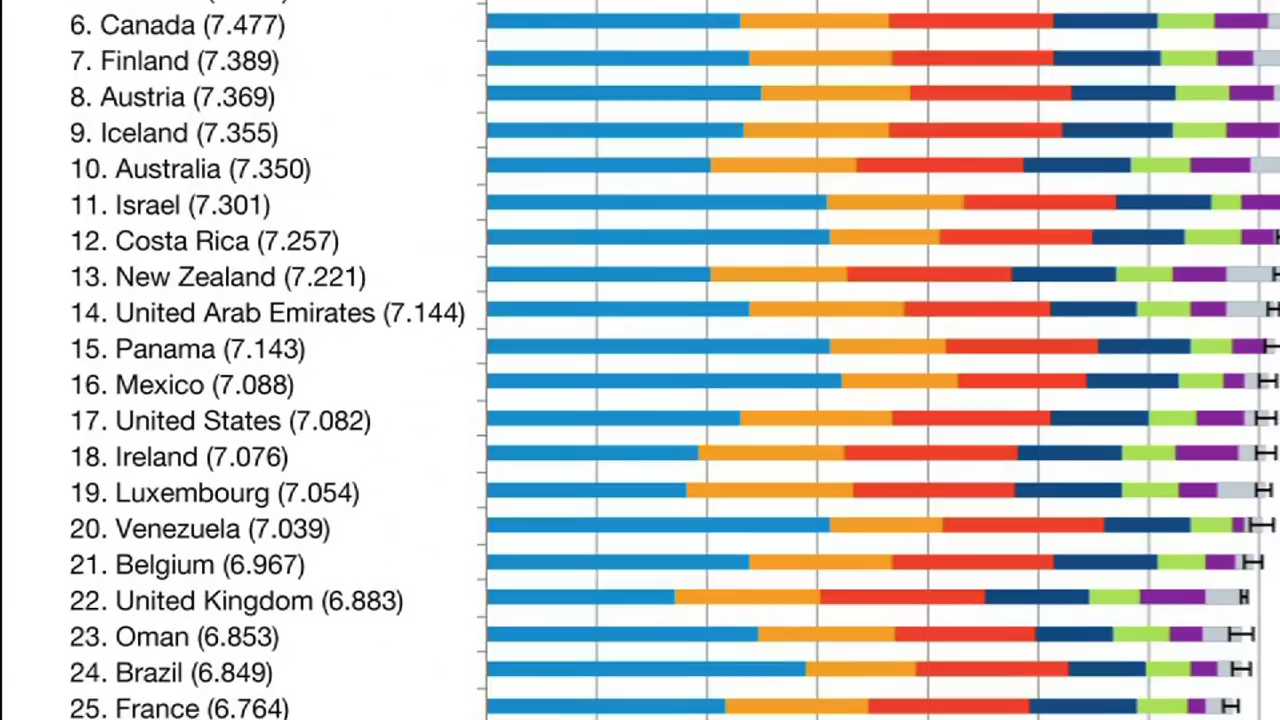 6. Canada (7.477)
7. Finland (7.389)
8. Austria (7.369)
9. Iceland (7.355)
10. Australia (7.350)
11. Israel (7.301)
12. Costa Rica (7.257)
13. New Zealand (7.221)
14. United Arab Emirates (7.144)
15. Panama (7.143)
16. Mexico (7.088)
17. United States (7.082)
18. Ireland (7.076)
19. Luxembourg (7.054)
20. Venezuela (7.039)
21. Belgium (6.967)
22. United Kingdom (6.883)
23. Oman (6.853)
24. Brazil (6.849)
25. France (6.764)